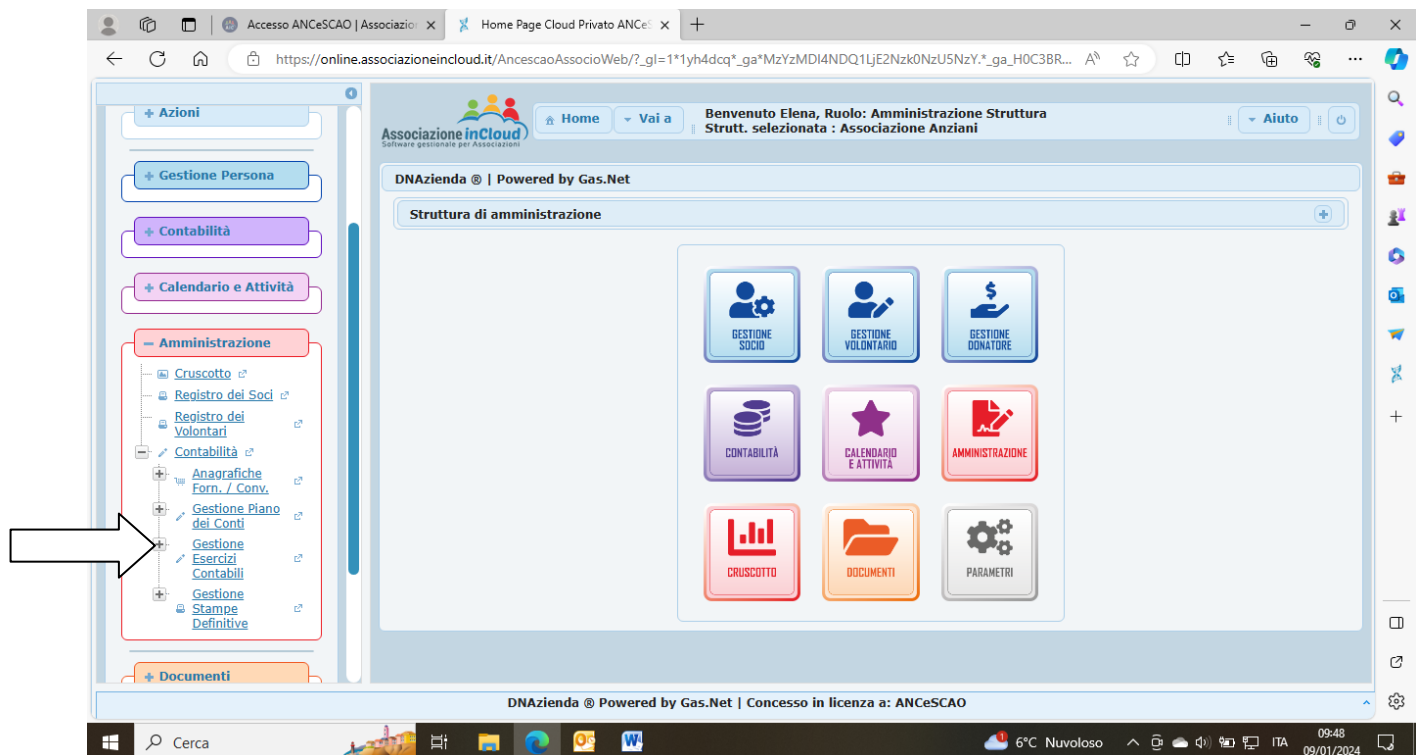 Accesso ANCeSCAO | Associazion
Home Page Cloud Privato ANCeS
https://online.associazioneincloud.it/AncescaoAssocioWeb/?_gl=1*1yh4dcq*_ga*MzYzMDI4NDQ1LjE2Nzk0NzU5NzY.*_ga_H0C3BR...
+ Azioni
+ Gestione Persona
+ Contabilità
+ Calendario e Attività
Amministrazione
Cruscotto
Registro dei Soci
Registro dei
Volontari
Contabilità
Anagrafiche
Forn. / Conv.
Gestione Piano
dei Conti
Gestione
Esercizi
Contabili
Gestione
Stampe
Definitive
+ Documenti
Associazione inCloud
Software gestionale per Associazioni
Home
Vai a
Benvenuto Elena, Ruolo: Amministrazione Struttura
Strutt. selezionata : Associazione Anziani
Aiuto
DNAzienda ® | Powered by Gas.Net
Struttura di amministrazione
GESTIONE
SOCIO
GESTIONE
VOLONTARIO
GESTIONE
DONATORE
CONTABILITÀ
CALENDARIO
E ATTIVITÀ
AMMINISTRAZIONE
CRUSCOTTO
DOCUMENTI
PARAMETRI
DNAzienda ® Powered by Gas.Net | Concesso in licenza a: ANCeSCAO
Cerca
6°C Nuvoloso
ITA
09:48
09/01/2024